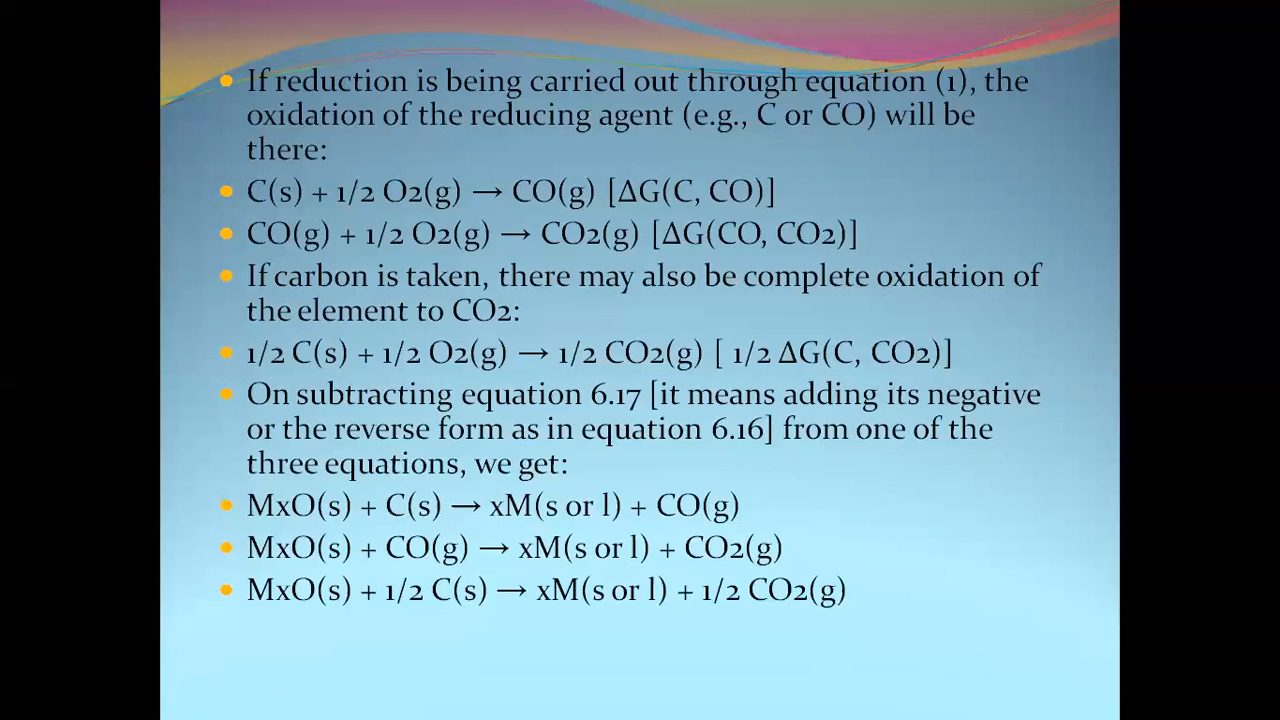 If reduction is being carried out through equation (1), the
oxidation of the reducing agent (e.g., C or CO) will be
there:
C(s) + 1/2 O2(g) → CO(g) [ΔG(C, CO)]
CO(g) + 1/2 O2(g) → CO2(g) [ΔG(CO, CO2)]
If carbon is taken, there may also be complete oxidation of
the element to CO2:
1/2 C(s) + 1/2 O2(g) → 1/2 CO2(g) [ 1/2 ΔG(C, CO2)]
On subtracting equation 6.17 [it means adding its negative
or the reverse form as in equation 6.16] from one of the
three equations, we get:
MxO(s) + C(s) → xM(s or l) + CO(g)
MxO(s) + CO(g) → xM(s or l) + CO2(g)
MxO(s) + 1/2 C(s) → xM(s or l) + 1/2 CO2(g)